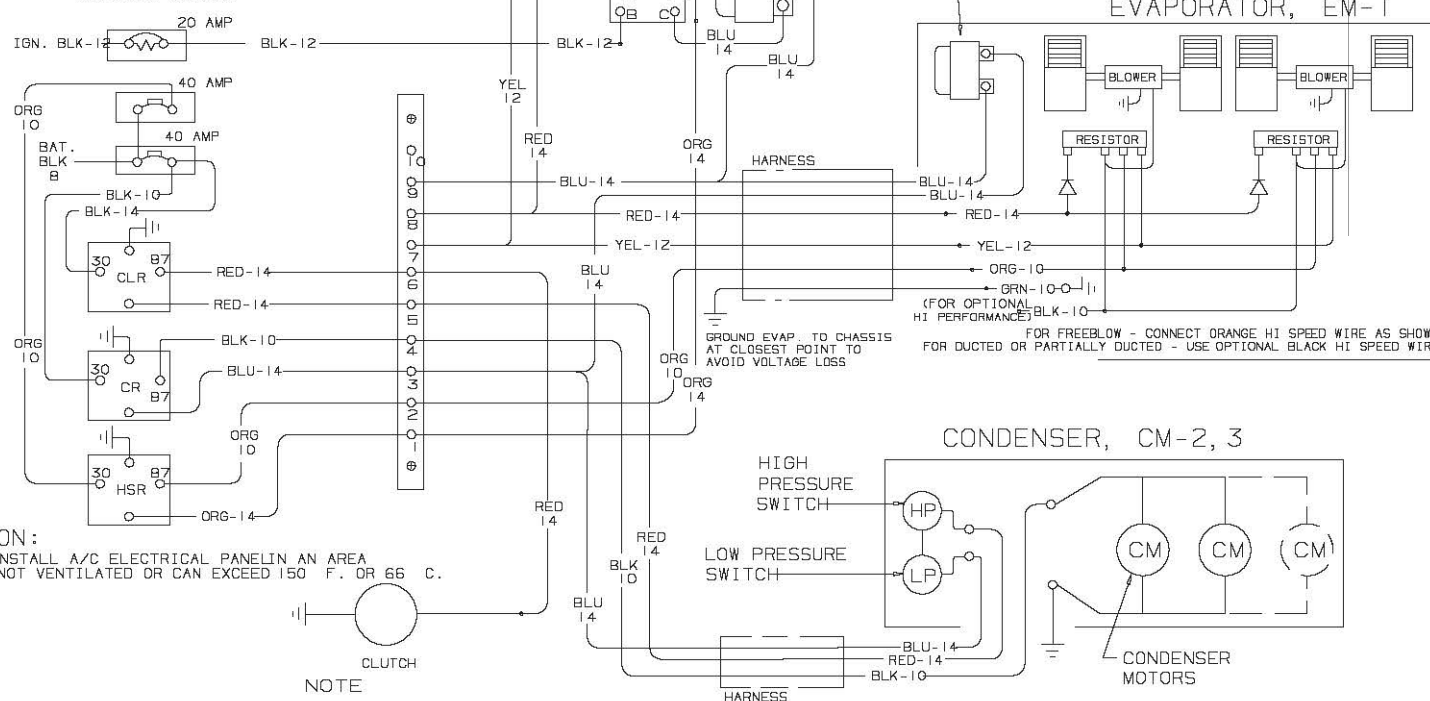 EVAPORATOR, EM-1
20 AMP
IGN. BLK-12
BLK-12
BLK-12
B
C
BLU
14
BLU
14
40 AMP
ORG
10
40 AMP
BAT.
BLK
8
BLK-10
BLK-14
YEL
12
RED
14
ORG
14
BLOWER
BLOWER
RESISTOR
RESISTOR
HARNESS
10
9
8
7
6
5
4
3
2
1
BLU-14
BLU-14
BLU-14
RED-14
RED-14
YEL-12
YEL-12
BLU
14
ORG-10
GRN-10
(FOR OPTIONAL
HI PERFORMANCE)
BLK-10
GROUND EVAP. TO CHASSIS
AT CLOSEST POINT TO
AVOID VOLTAGE LOSS
FOR FREEBLOW - CONNECT ORANGE HI SPEED WIRE AS SHOW
FOR DUCTED OR PARTIALLY DUCTED - USE OPTIONAL BLACK HI SPEED WIR
30
87
CLR
RED-14
RED-14
ORG
10
30
CR
87
BLK-10
BLU-14
ORG
10
ORG
14
30
87
HSR
ORG
10
ORG-14
CONDENSER, CM-2,3
HIGH
PRESSURE
SWITCH
HP
LOW PRESSURE
SWITCH
LP
CM
CM
CM
RED
14
RED
14
BLK
10
BLU
14
ON:
NSTALL A/C ELECTRICAL PANELIN AN AREA
NOT VENTILATED OR CAN EXCEED 150 F. OR 66 C.
CLUTCH
NOTE
BLU-14
RED-14
BLK-10
HARNESS
CONDENSER
MOTORS